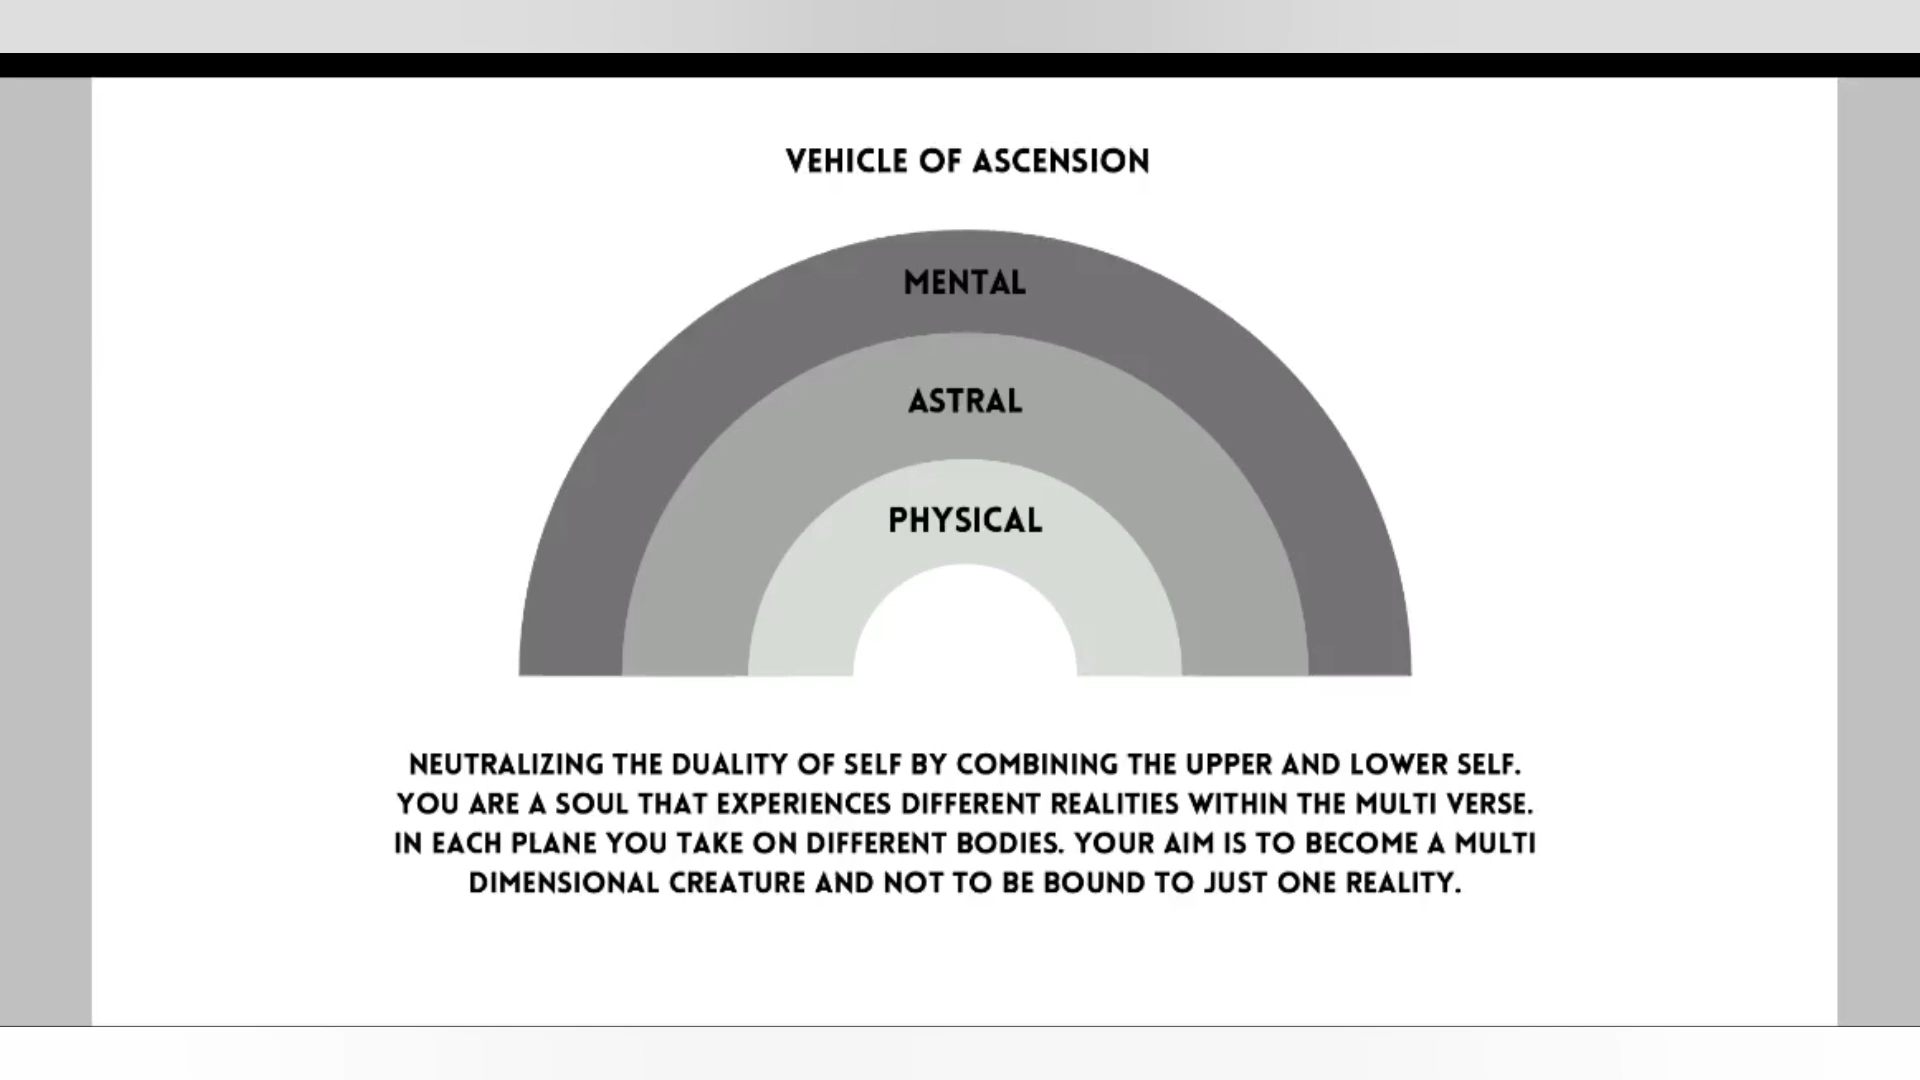 VEHICLE OF ASCENSION
MENTAL
ASTRAL
PHYSICAL
NEUTRALIZING THE DUALITY OF SELF BY COMBINING THE UPPER AND LOWER SELF.
YOU ARE A SOUL THAT EXPERIENCES DIFFERENT REALITIES WITHIN THE MULTI VERSE.
IN EACH PLANE YOU TAKE ON DIFFERENT BODIES. YOUR AIM IS TO BECOME A MULTI
DIMENSIONAL CREATURE AND NOT TO BE BOUND TO JUST ONE REALITY.